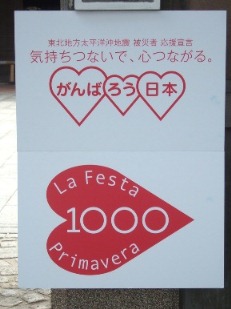 東北地方太平洋沖地震 被災者 応援宣言
気持ちつないで、心つながる。
がんばろう日本
La Festa
1000
Primavera